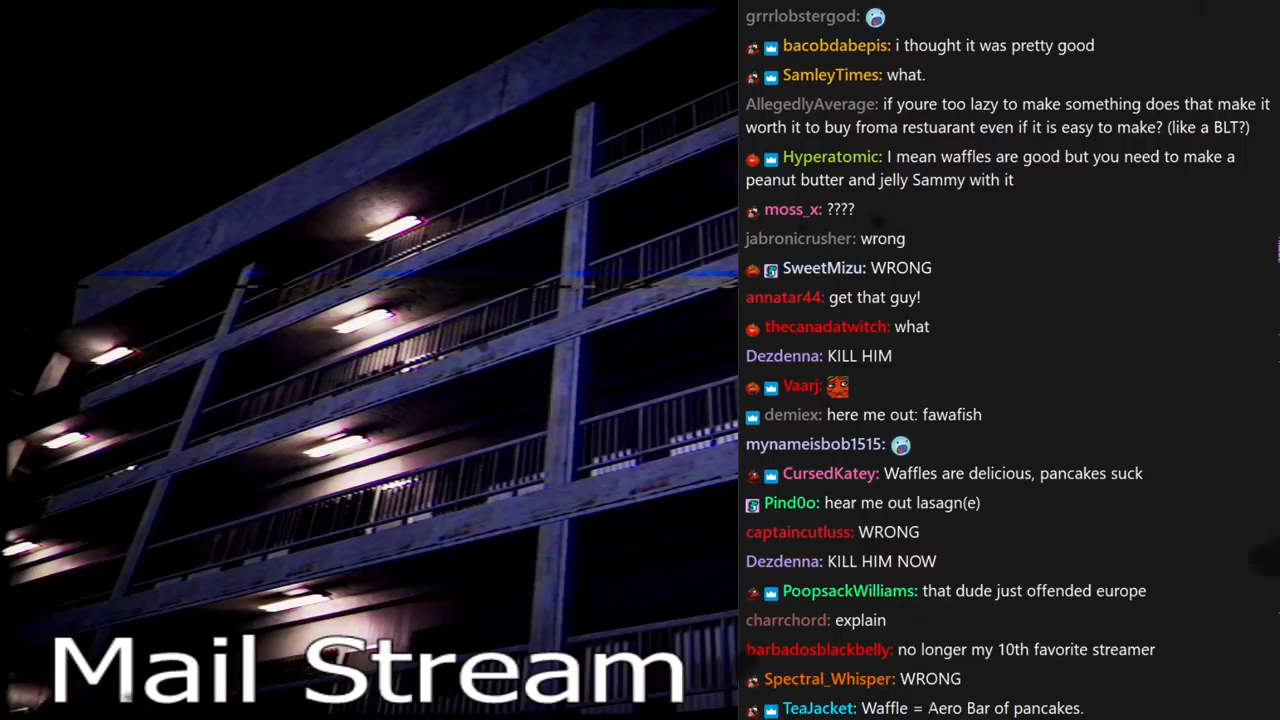 grrrlobstergod:
bacobdabepis: i thought it was pretty good
SamleyTimes: what.
AllegedlyAverage: if youre too lazy to make something does that make it
worth it to buy froma restuarant even if it is easy to make? (like a BLT?)
Hyperatomic: I mean waffles are good but you need to make a
peanut butter and jelly Sammy with it
moss_x: ????
jabronicrusher: wrong
SweetMizu: WRONG
annatar44: get that guy!
thecanadatwitch: what
Dezdenna: KILL HIM
Vaarj:
demiex: here me out: fawafish
mynameisbob1515:
CursedKatey: Waffles are delicious, pancakes suck
Pind0o: hear me out lasagn(e)
captaincutluss: WRONG
Dezdenna: KILL HIM NOW
PoopsackWilliams: that dude just offended europe
charrchord: explain
barbadosblackbelly: no longer my 10th favorite streamer
Spectral_Whisper: WRONG
TeaJacket: Waffle = Aero Bar of pancakes.
Mail Stream